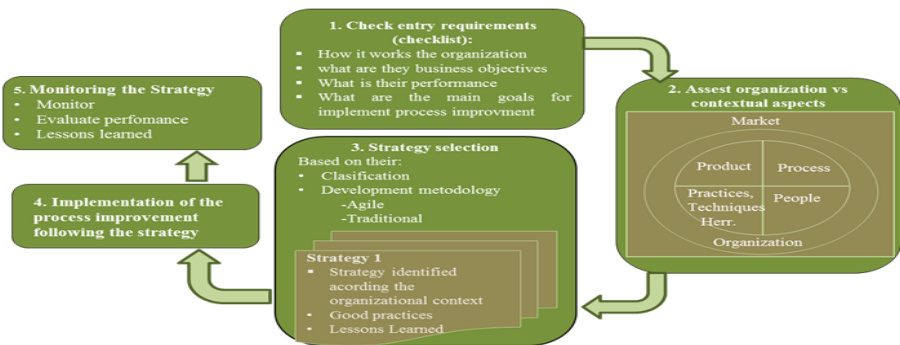 1. Check entry requirements
(checklist):
▪ How it works the organization
▪ what are they business objectives
▪ What is their performance
▪ What are the main goals for
implement process improvment
2. Assest organization vs
contextual aspects
Market
Product
Process
Practices,
Techniques
Herr.
People
Organization
3. Strategy selection
Based on their:
• Clasification
• Development metodology
-Agile
-Traditional
Strategy 1
▪ Strategy identified
acording the
organizational context
• Good practices
• Lessons Learned
4. Implementation of the
process improvement
following the strategy
5. Monitoring the Strategy
• Monitor
• Evaluate perfomance
• Lessons learned